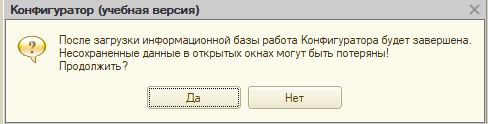 Конфигуратор (учебная версия)
После загрузки информационной базы работа Конфигуратора будет завершена.
Несохраненные данные в открытых окнах могут быть потеряны!
Продолжить?
Да
Нет